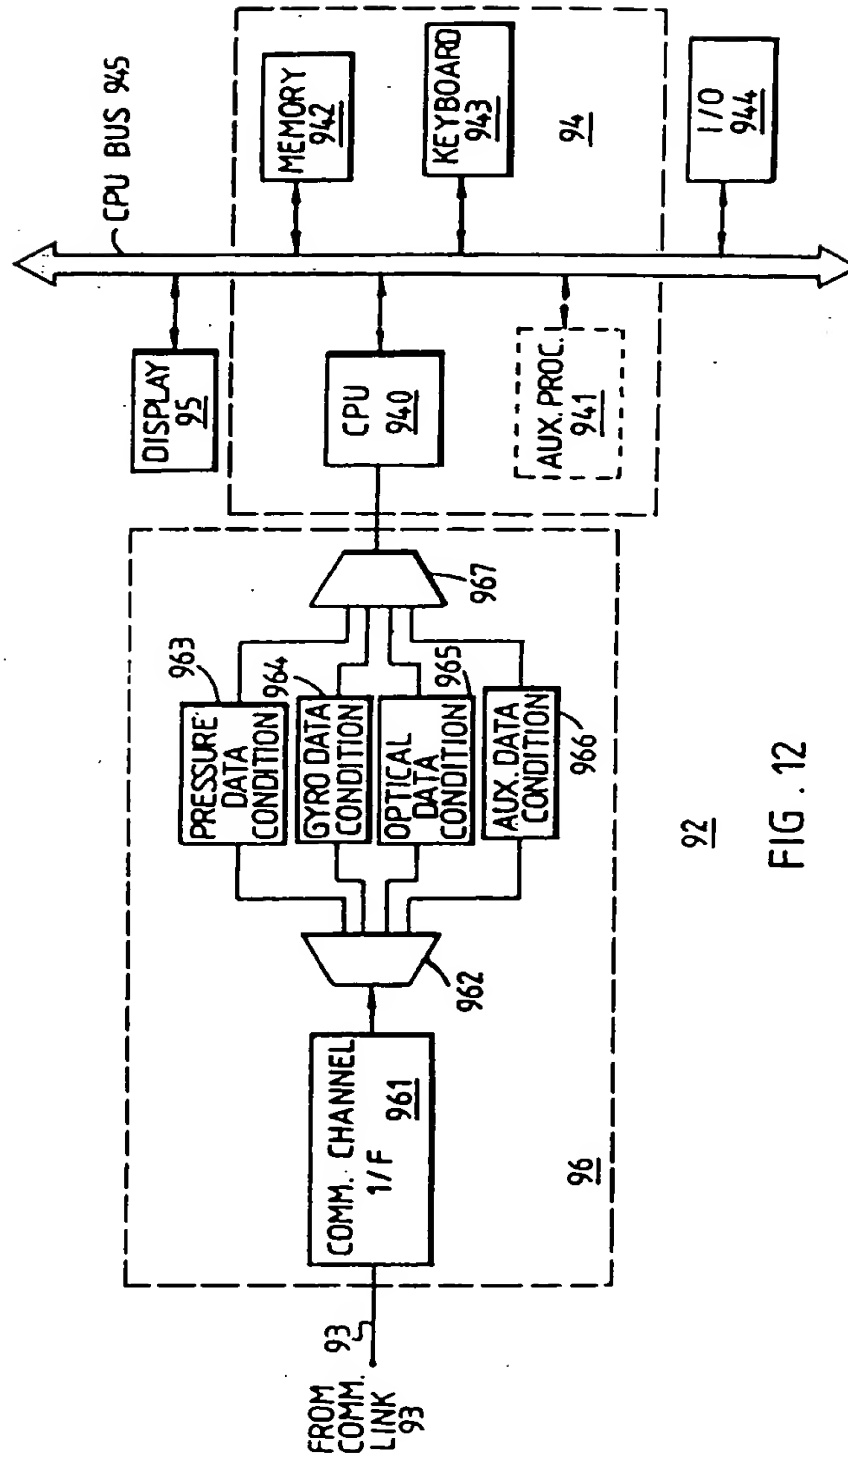 FROM
COMM.
LINK
93
93
COMM. CHANNEL
1/F
961
96
962
PRESSURE
DATA
CONDITION
963
GYRO DATA
CONDITION
964
OPTICAL
DATA
CONDITION
965
AUX. DATA
CONDITION
966
967
92
DISPLAY
95
CPU
940
AUX. PROC.
941
CPU BUS 945
MEMORY
942
KEYBOARD
943
94
I/O
944
FIG. 12